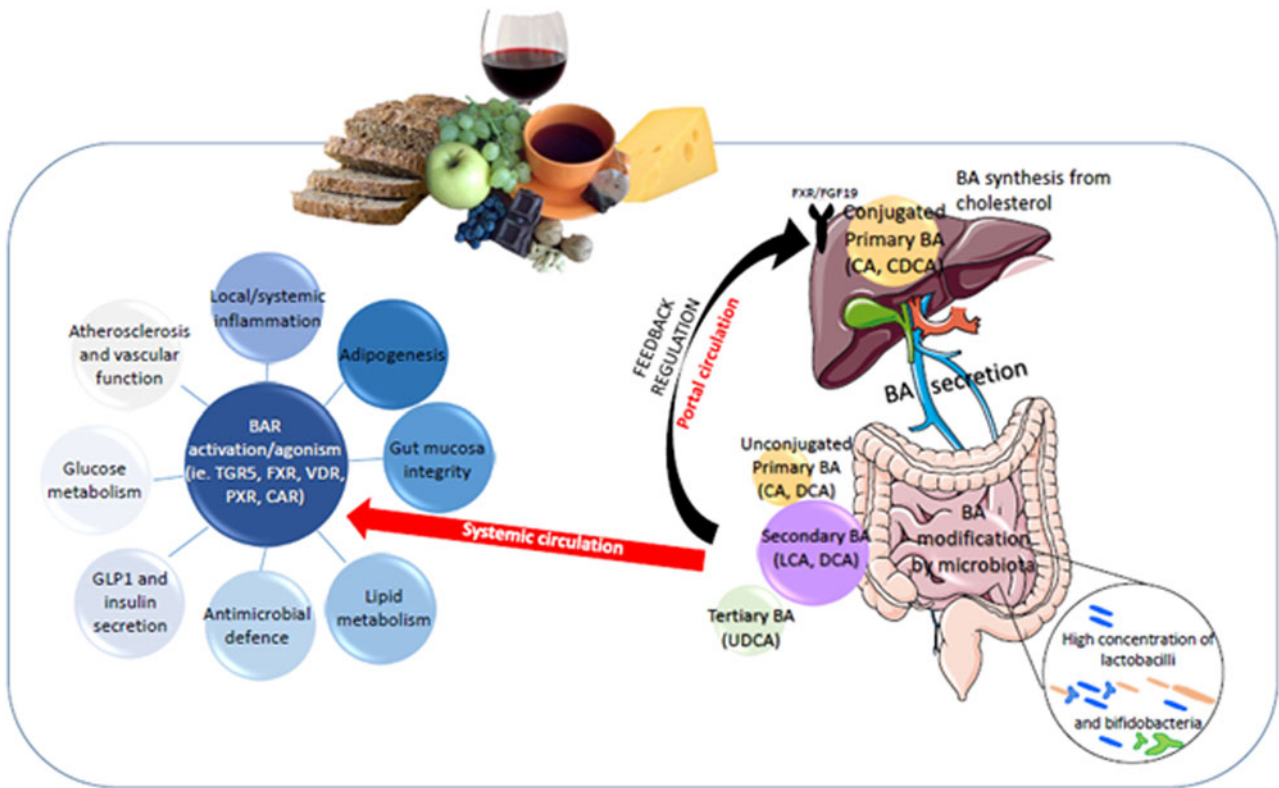 FXR/FGF19
BA synthesis from
cholesterol
Conjugated
Primary BA
(CA, CDCA)
FEEDBACK
REGULATION
Portal circulation
BA secretion
Unconjugated
Primary BA
(CA, DCA)
Secondary BA
(LCA, DCA)
Tertiary BA
(UDCA)
BA
modification
by microbiota
High concentration of
lactobacilli
and bifidobacteria
Systemic circulation
BAR
activation/agonism
(ie. TGR5, FXR, VDR,
PXR, CAR)
Local/systemic
inflammation
Adipogenesis
Gut mucosa
integrity
Lipid
metabolism
Antimicrobial
defence
GLP1 and
insulin
secretion
Glucose
metabolism
Atherosclerosis
and vascular
function